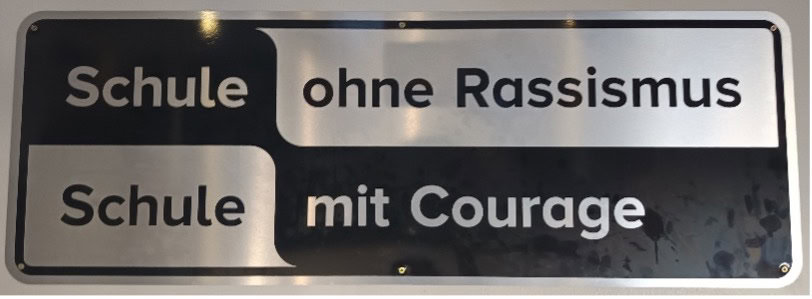 Schule ohne Rassismus
Schule mit Courage